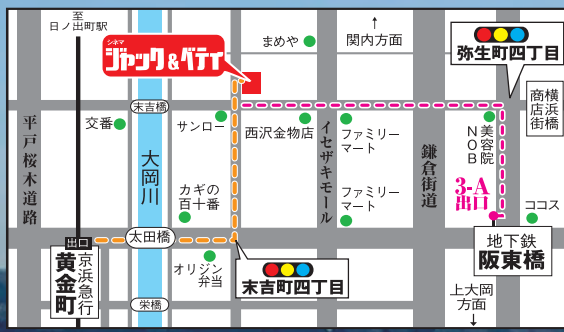 至
日ノ出町駅
シネマ
ジャック&ベティ
まめや
↑
関内方面
弥生町四丁目
横浜橋
商店街
末吉橋
交番
サンロー
西沢金物店
ファミリー
マート
美容院
NOB
平戸桜木道路
大岡川
イセザキモール
鎌倉街道
カギの
百十番
ファミリー
マート
3-A
出口
ココス
出口
太田橋
京浜急行
黄金町
オリジン
弁当
末吉町四丁目
地下鉄
阪東橋
栄橋
上大岡
方面
↓